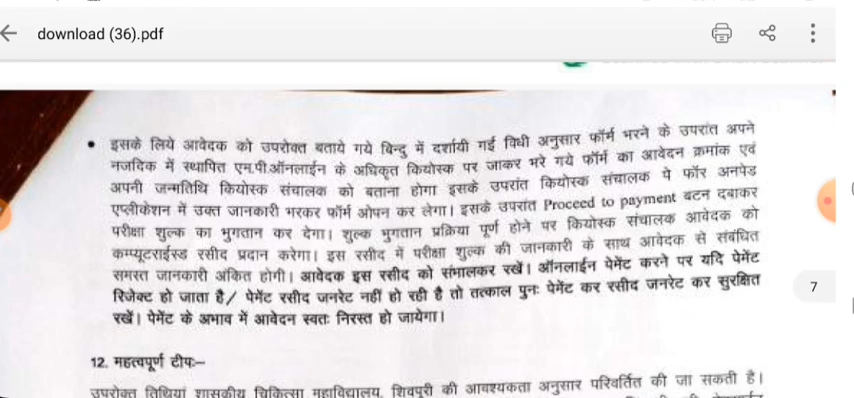 download (36).pdf
• इसके लिये आवेदक को उपरोक्त बताये गये बिन्दु में दर्शायी गई विधी अनुसार फॉर्म भरने के उपरांत अपने
नजदिक में स्थापित एम.पी.ऑनलाईन के अधिकृत कियोस्क पर जाकर भरे गये फॉर्म का आवेदन क्रमांक एवं
अपनी जन्मतिथि कियोस्क संचालक को बताना होगा इसके उपरांत कियोस्क संचालक पे फॉर अनपेड
एप्लीकेशन में उक्त जानकारी भरकर फॉर्म ओपन कर लेगा। इसके उपरांत Proceed to payment बटन दबाकर
परीक्षा शुल्क का भुगतान कर देगा। शुल्क भुगतान प्रक्रिया पूर्ण होने पर कियोस्क संचालक आवेदक को
कम्प्यूटराईस्ड रसीद प्रदान करेगा। इस रसीद में परीक्षा शुल्क की जानकारी के साथ आवेदक से संबंधित
समस्त जानकारी अंकित होगी। आवेदक इस रसीद को संभालकर रखें। ऑनलाईन पेमेंट करने पर यदि पेमेंट
रिजेक्ट हो जाता है/ पेमेंट रसीद जनरेट नहीं हो रही है तो तत्काल पुनः पेमेंट कर रसीद जनरेट कर सुरक्षित
रखें। पेमेंट के अभाव में आवेदन स्वतः निरस्त हो जायेगा।
7
12. महत्वपूर्ण टीपः–
उपरोक्त तिथियां शासकीय चिकित्सा महाविद्यालय, शिवपुरी की आवश्यकता अनुसार परिवर्तित की जा सकती है।